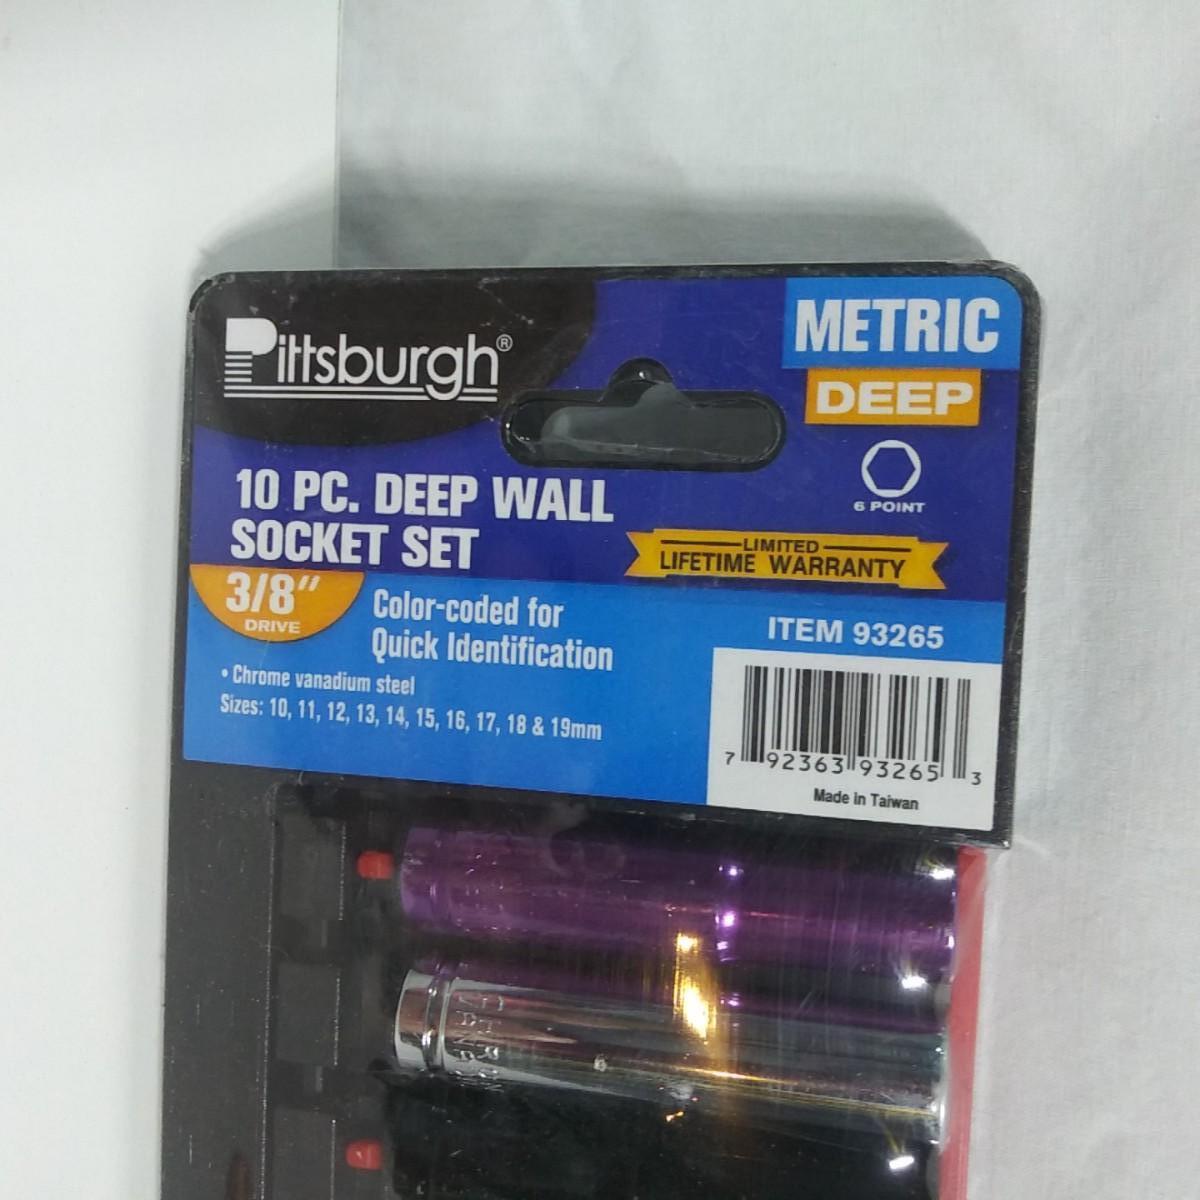 Pittsburgh®
METRIC
DEEP
6 POINT
10 PC. DEEP WALL
SOCKET SET
LIMITED
LIFETIME WARRANTY
3/8"
DRIVE
Color-coded for
Quick Identification
• Chrome vanadium steel
Sizes: 10, 11, 12, 13, 14, 15, 16, 17, 18 & 19mm
ITEM 93265
7 92363 93265 3
Made in Taiwan